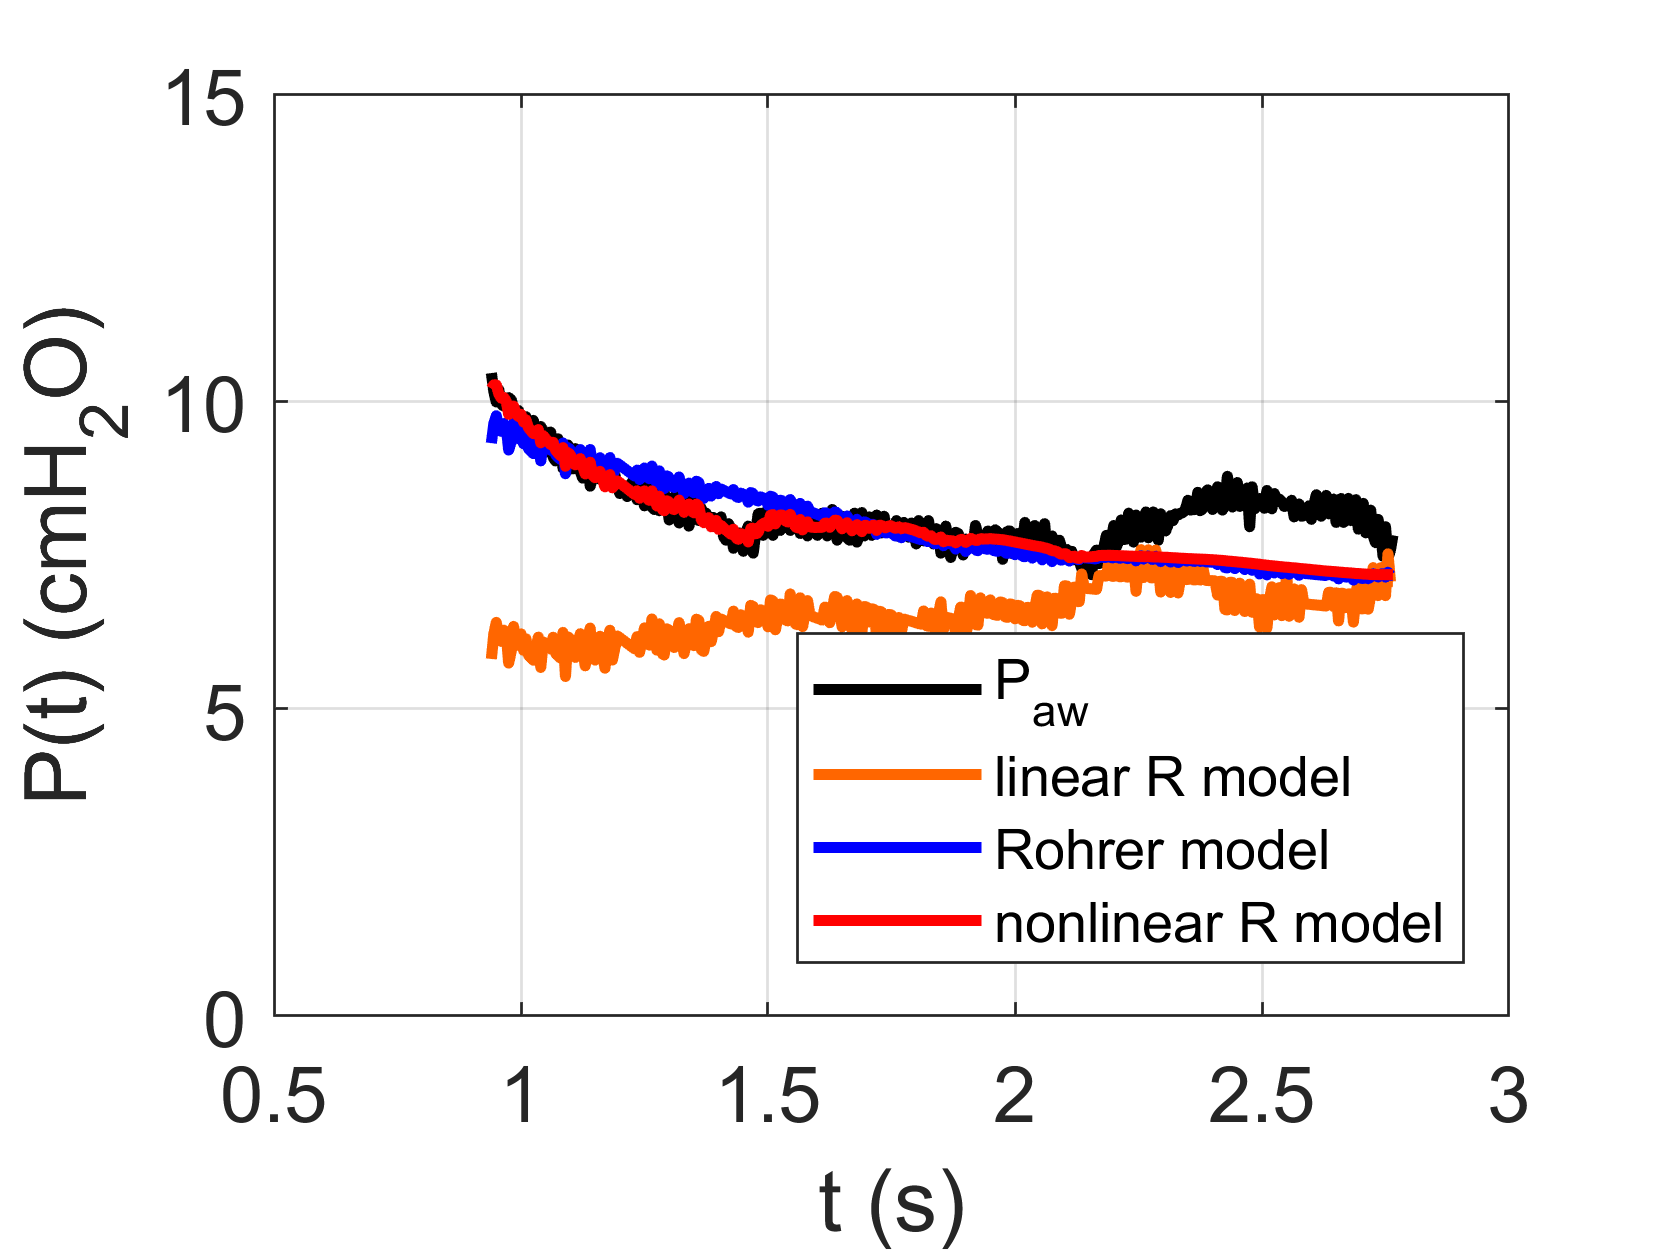 15
10
5
0
P(t) (cmH₂O)
P_aw
linear R model
Rohrer model
nonlinear R model
0.5 1 1.5 2 2.5 3
t (s)